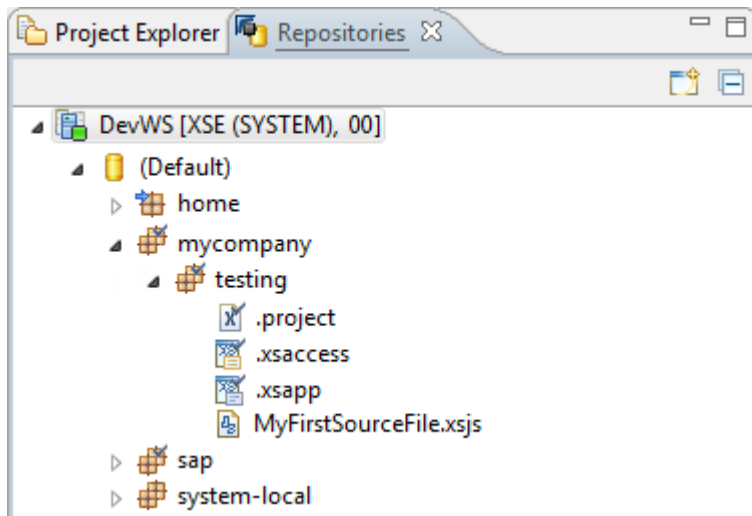 Project Explorer Repositories
DevWS [XSE (SYSTEM), 00]
(Default)
home
mycompany
testing
.project
.xsaccess
.xsapp
MyFirstSourceFile.xsjs
sap
system-local